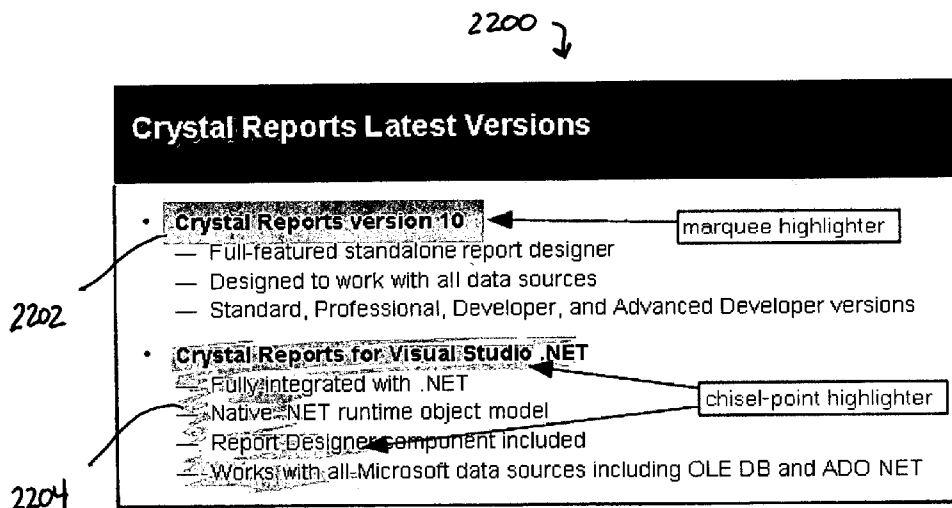 2200
Crystal Reports Latest Versions
• Crystal Reports version 10
marquee highlighter
— Full-featured standalone report designer
— Designed to work with all data sources
2202
— Standard, Professional, Developer, and Advanced Developer versions
• Crystal Reports for Visual Studio .NET
— Fully integrated with .NET
chisel-point highlighter
— Native .NET runtime object model
— Report Designer component included
2204
— Works with all Microsoft data sources including OLE DB and ADO NET